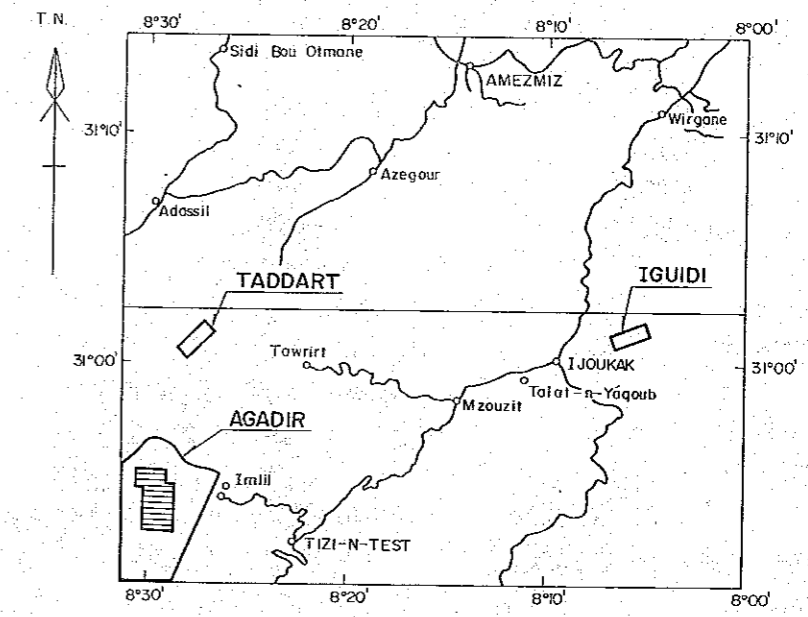 T.N.
8°30'
8°20'
8°10'
8°00'
Sidi Bou Otmane
AMEZMIZ
31°10'
Wirgane
31°10'
Azegour
Adassil
TADDART
IGUIDI
31°00'
Tawrirt
IJOUKAK
31°00'
Talat-n-Yáqoub
Mzouzit
AGADIR
Imlil
TIZI-N-TEST
8°30'
8°20'
8°10'
8°00'